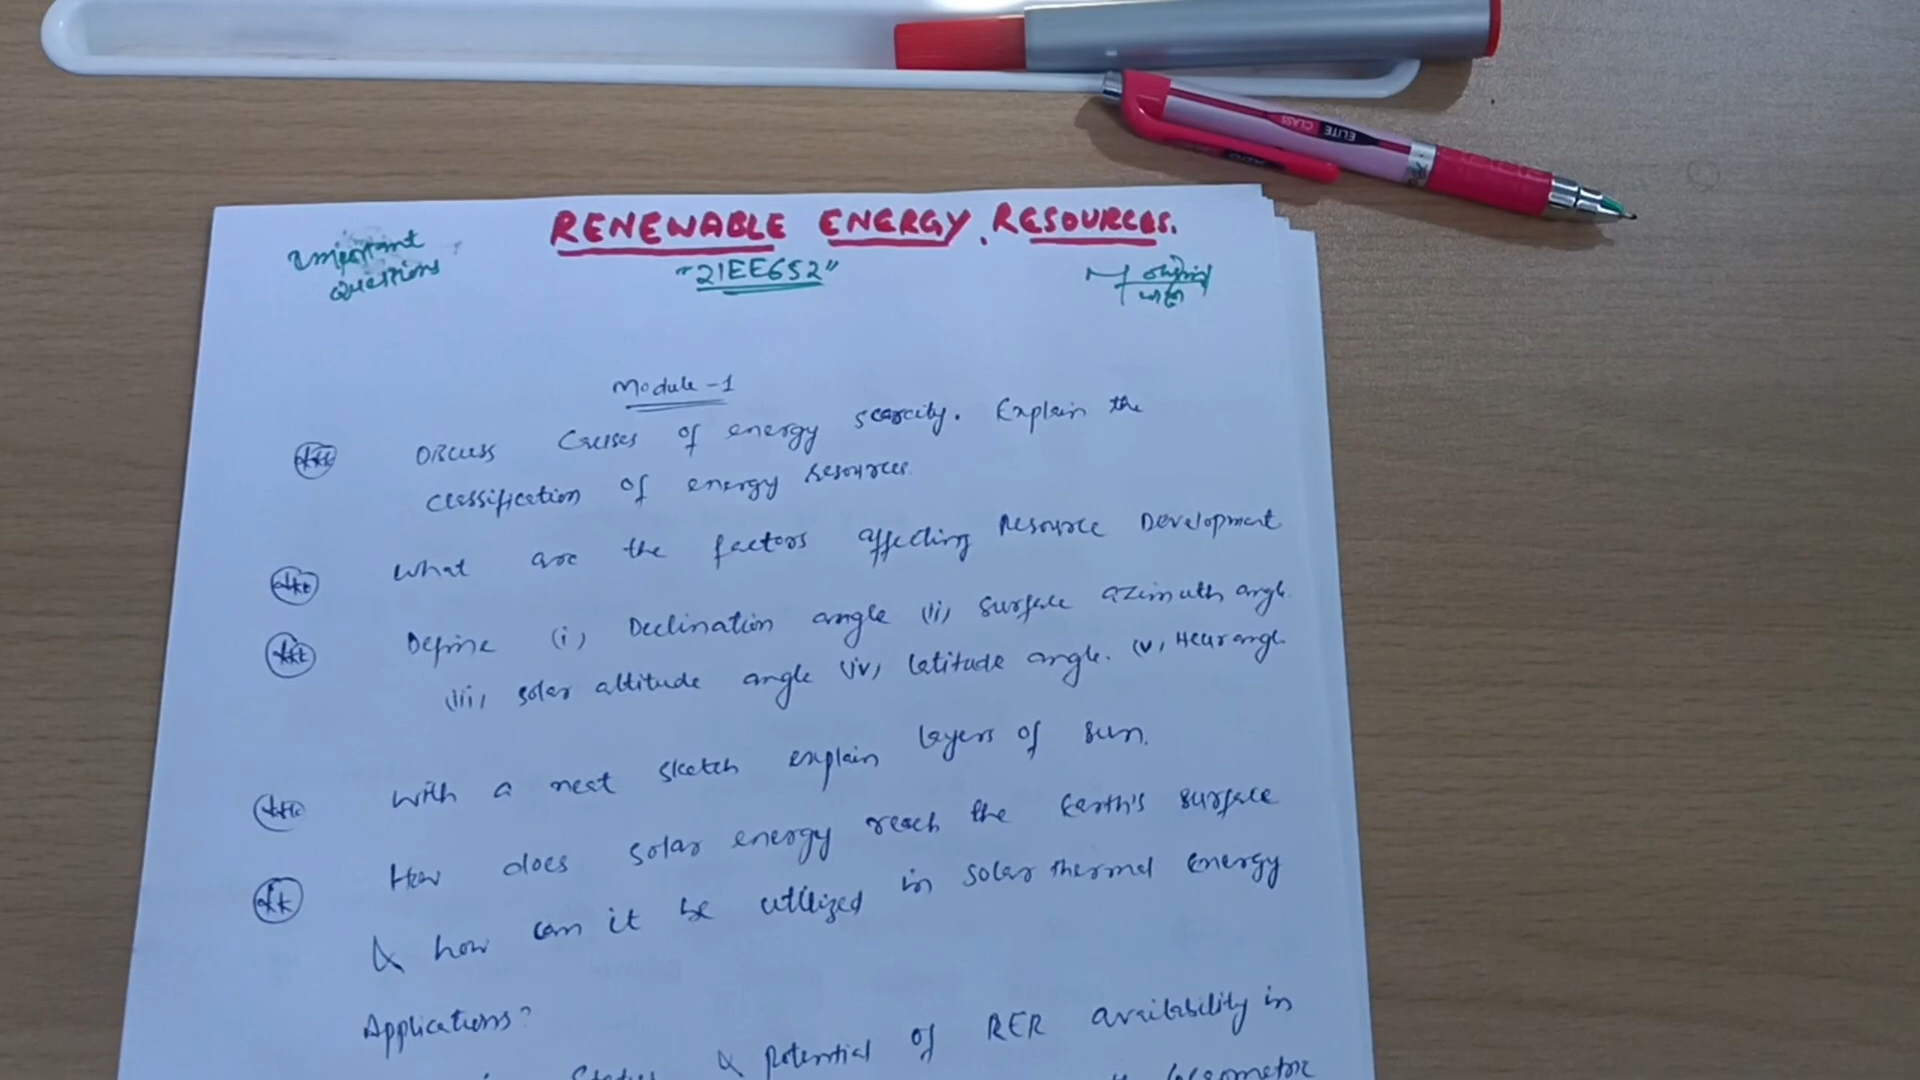 RENEWABLE ENERGY RESOURCES.
Important
Questions
"21EE652"
Module -1
Discuss Causes of energy scarcity. Explain the
Classification of energy resources.
What are the factors affecting Resource Development
Define (i) Declination angle (ii) surface azimuth angle
(iii) solar altitude angle (iv) latitude angle. (v) Hour angle
With a neat sketch explain layers of sun.
How does solar energy reach the Earth's surface
& how can it be utilized in solar thermal energy
Applications?
& potential of RER availability in
ELITE CLASS